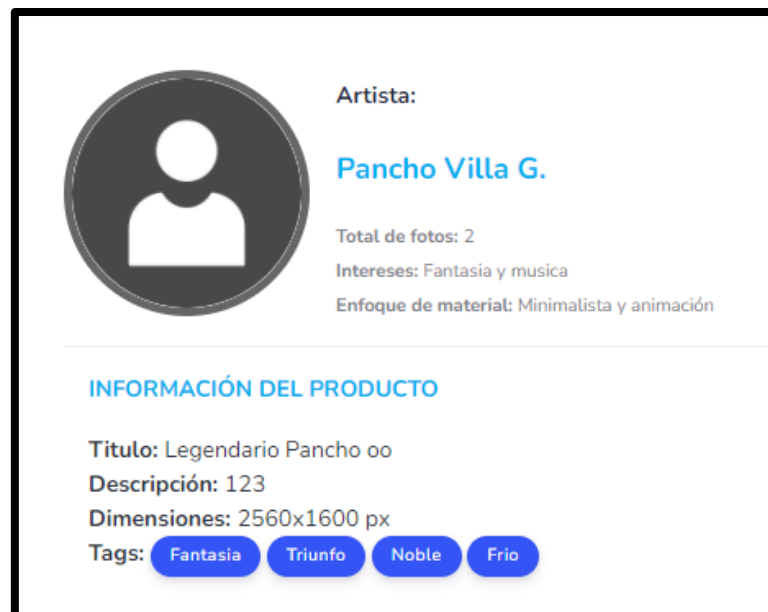 Artista:
Pancho Villa G.
Total de fotos: 2
Intereses: Fantasia y musica
Enfoque de material: Minimalista y animación
INFORMACIÓN DEL PRODUCTO
Titulo: Legendario Pancho oo
Descripción: 123
Dimensiones: 2560x1600 px
Tags: Fantasia Triunfo Noble Frio